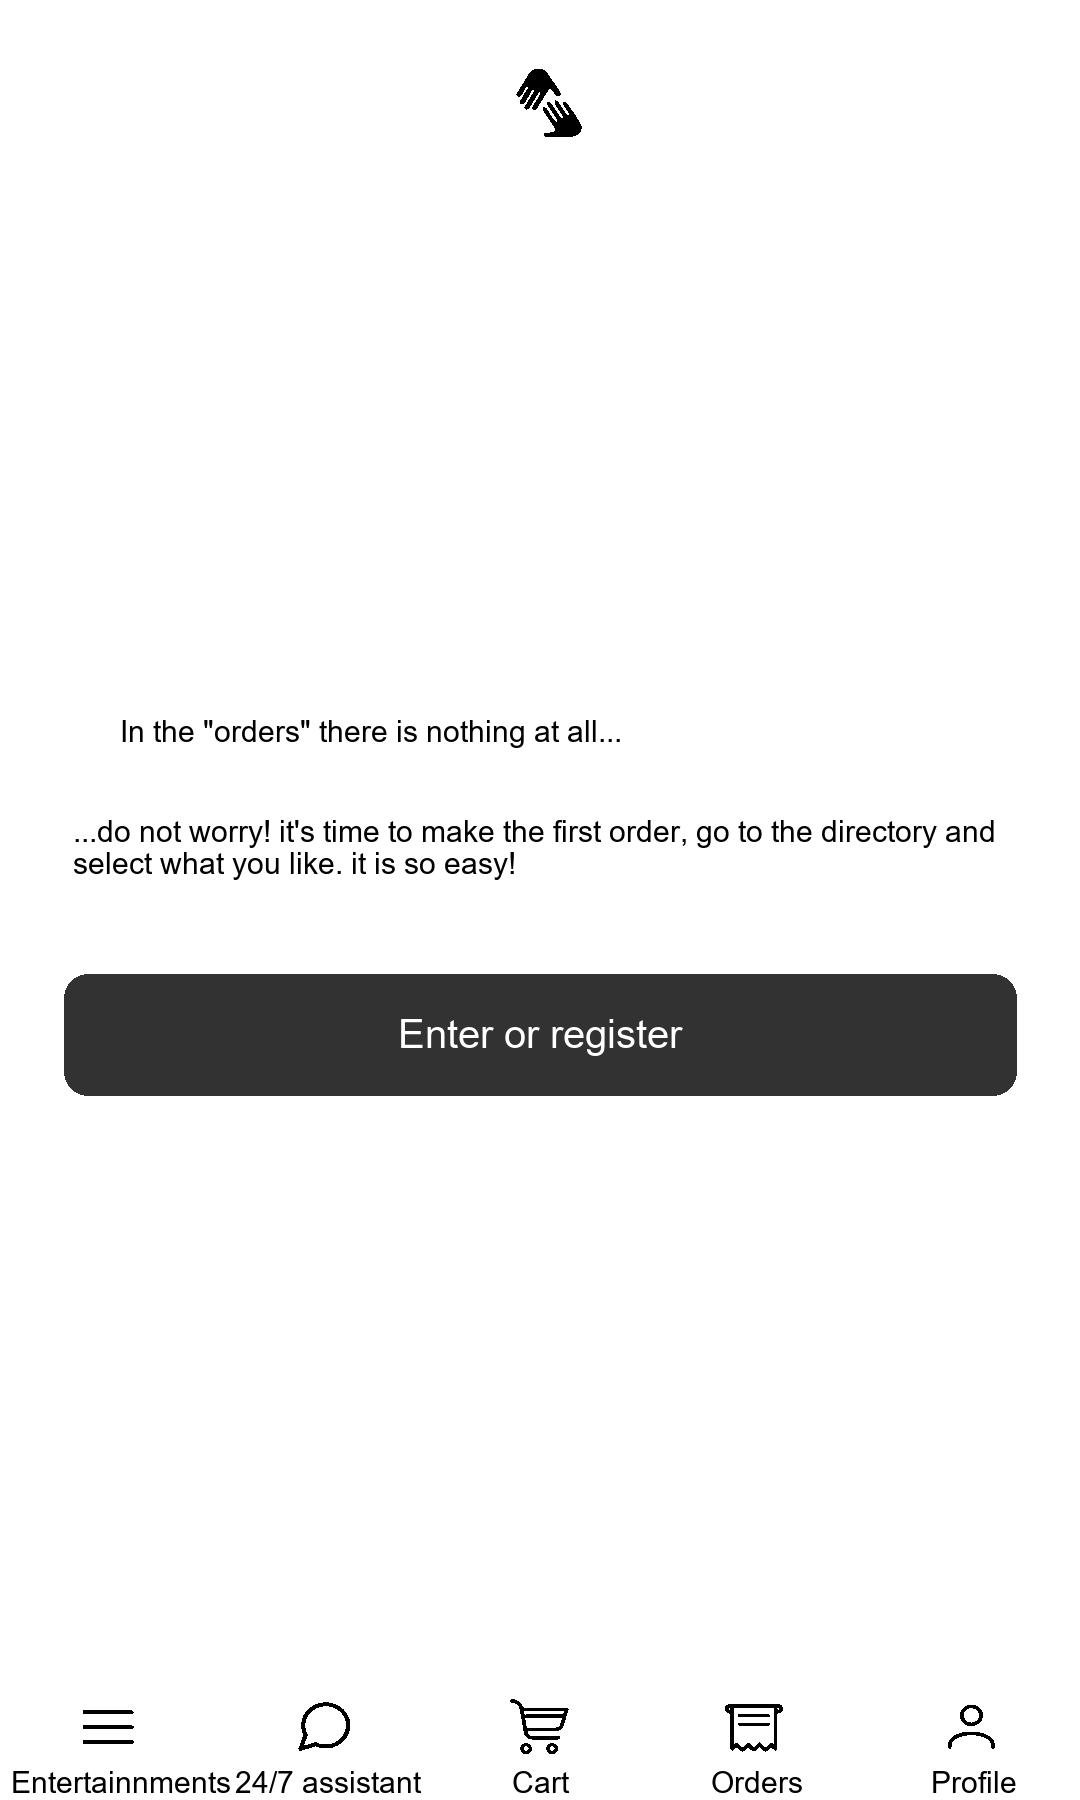 In the "orders" there is nothing at all...
...do not worry! it's time to make the first order, go to the directory and
select what you like. it is so easy!
Enter or register
Entertainnments
24/7 assistant
Cart
Orders
Profile